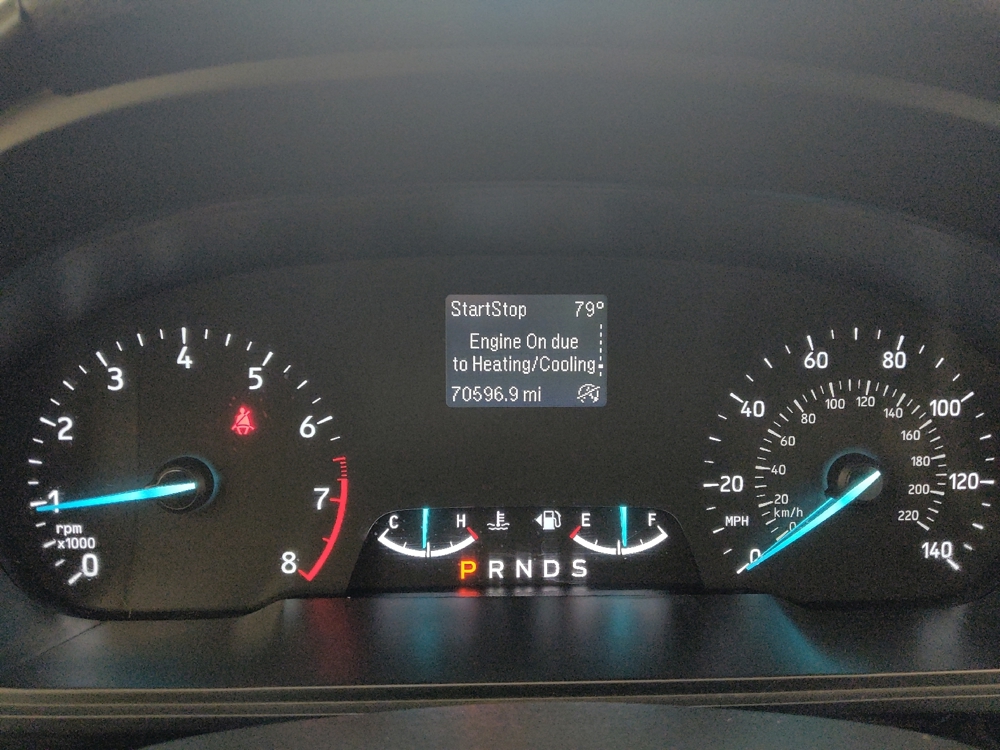 StartStop 79°
Engine On due
to Heating/Cooling
70596.9 mi
0
1
2
3
4
5
6
7
8
rpm
x1000
C H E F
P R N D S
0
20
40
60
80
100
120
140
MPH
km/h
0
20
40
60
80
100
120
140
160
180
200
220